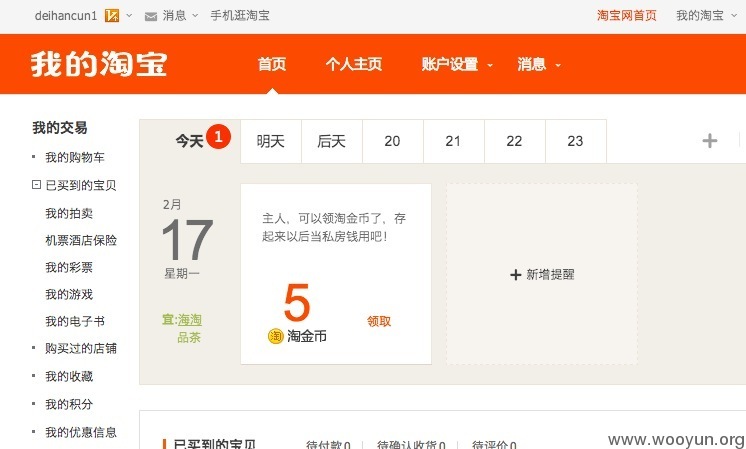 deihancun1 消息 手机逛淘宝 淘宝网首页 我的淘宝
我的淘宝 首页 个人主页 账户设置 消息
我的交易
我的购物车
已买到的宝贝
我的拍卖
机票酒店保险
我的彩票
我的游戏
我的电子书
购买过的店铺
我的收藏
我的积分
我的优惠信息
今天 1 明天 后天 20 21 22 23 +
2月
17
星期一
宜:海淘
品茶
主人，可以领淘金币了，存
起来以后当私房钱用吧！
5
淘 淘金币 领取
+ 新增提醒
已买到的宝贝 待付款0 待确认收货0 待评价0
www.wooyun.org